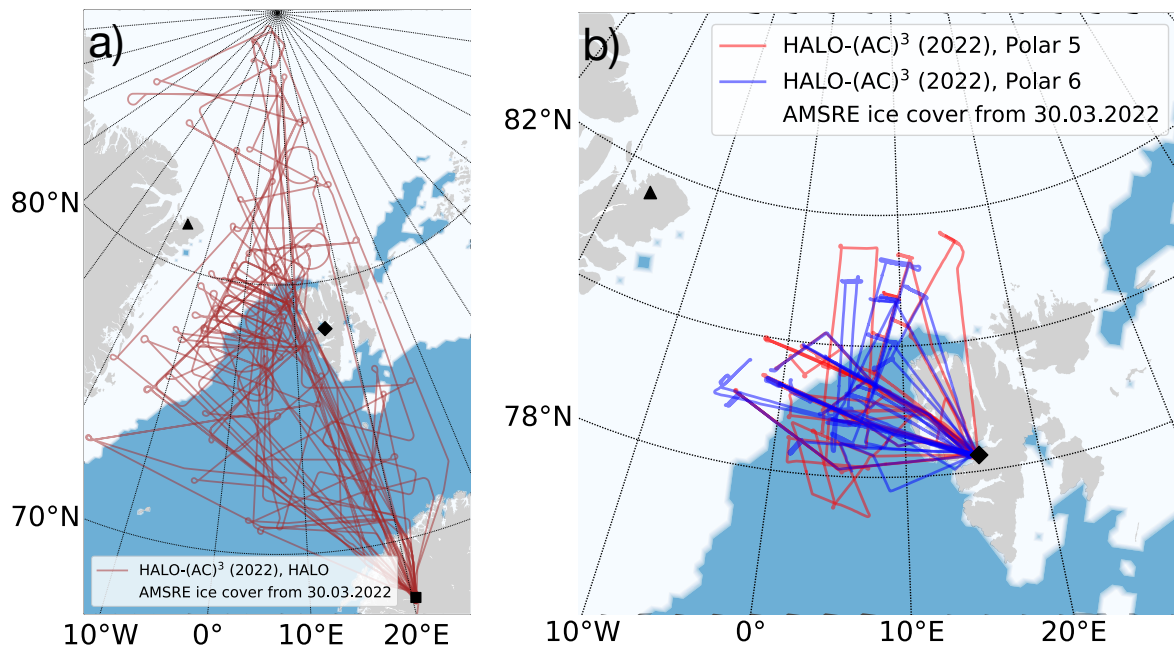 a)
80°N
70°N
HALO-(AC)³ (2022), HALO
AMSRE ice cover from 30.03.2022
10°W 0° 10°E 20°E
b)
HALO-(AC)³ (2022), Polar 5
HALO-(AC)³ (2022), Polar 6
AMSRE ice cover from 30.03.2022
82°N
78°N
10°W 0° 10°E 20°E